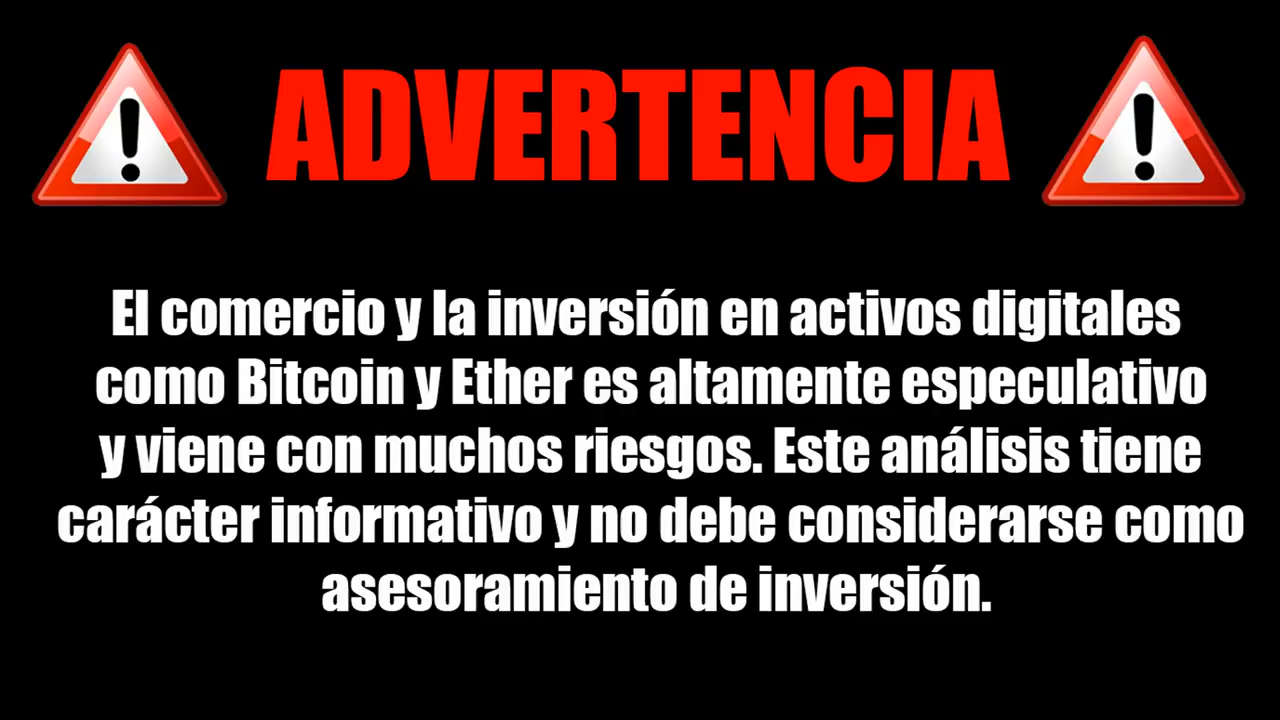 ADVERTENCIA
El comercio y la inversión en activos digitales
como Bitcoin y Ether es altamente especulativo
y viene con muchos riesgos. Este análisis tiene
carácter informativo y no debe considerarse como
asesoramiento de inversión.